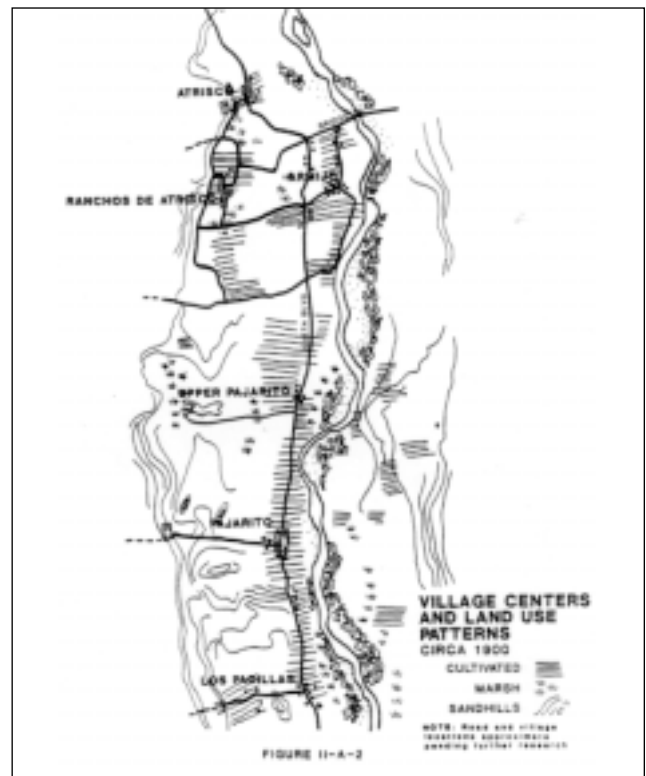 ATRISCO
ARMIJO
RANCHOS DE ATRISCO
UPPER PAJARITO
PAJARITO
LOS PADILLAS
VILLAGE CENTERS
AND LAND USE
PATTERNS
CIRCA 1900
CULTIVATED
MARSH
SANDHILLS
NOTE: Road and village
locations approximate
pending further research
FIGURE II-A-2